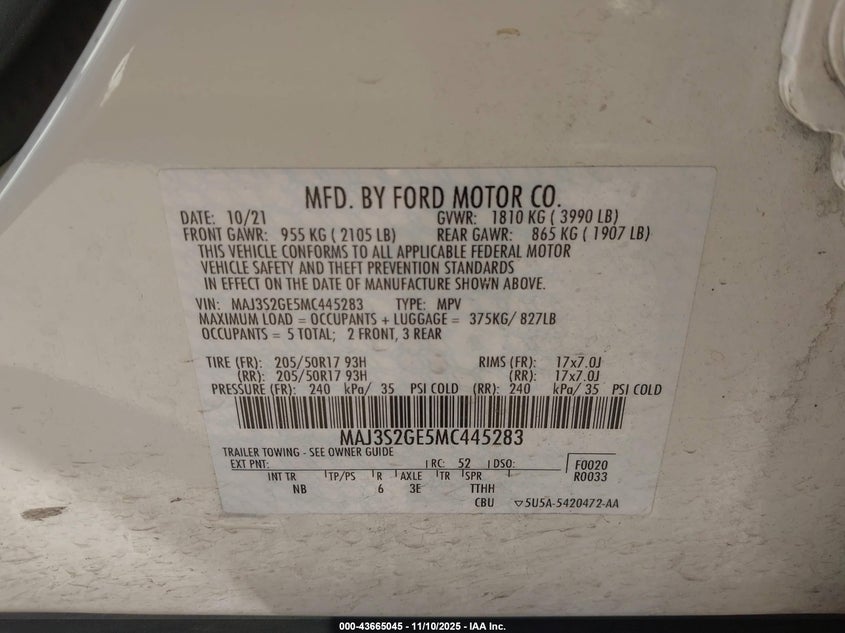 MFD. BY FORD MOTOR CO.
DATE: 10/21 GVWR: 1810 KG ( 3990 LB)
FRONT GAWR: 955 KG ( 2105 LB) REAR GAWR: 865 KG ( 1907 LB)
THIS VEHICLE CONFORMS TO ALL APPLICABLE FEDERAL MOTOR
VEHICLE SAFETY AND THEFT PREVENTION STANDARDS
IN EFFECT ON THE DATE OF MANUFACTURE SHOWN ABOVE.
VIN: MAJ3S2GE5MC445283 TYPE: MPV
MAXIMUM LOAD = OCCUPANTS + LUGGAGE = 375KG/ 827LB
OCCUPANTS = 5 TOTAL; 2 FRONT, 3 REAR
TIRE (FR): 205/50R17 93H RIMS (FR): 17x7.0J
(RR): 205/50R17 93H (RR): 17x7.0J
PRESSURE (FR): 240 kPa/ 35 PSI COLD (RR): 240 kPa/ 35 PSI COLD
MAJ3S2GE5MC445283
TRAILER TOWING - SEE OWNER GUIDE
EXT PNT: RC: 52 DSO: F0020
INT TR TP/PS R AXLE TR SPR R0033
NB 6 3E TTHH
CBU ▽5U5A-5420472-AA
000-43665045 - 11/10/2025 - IAA Inc.